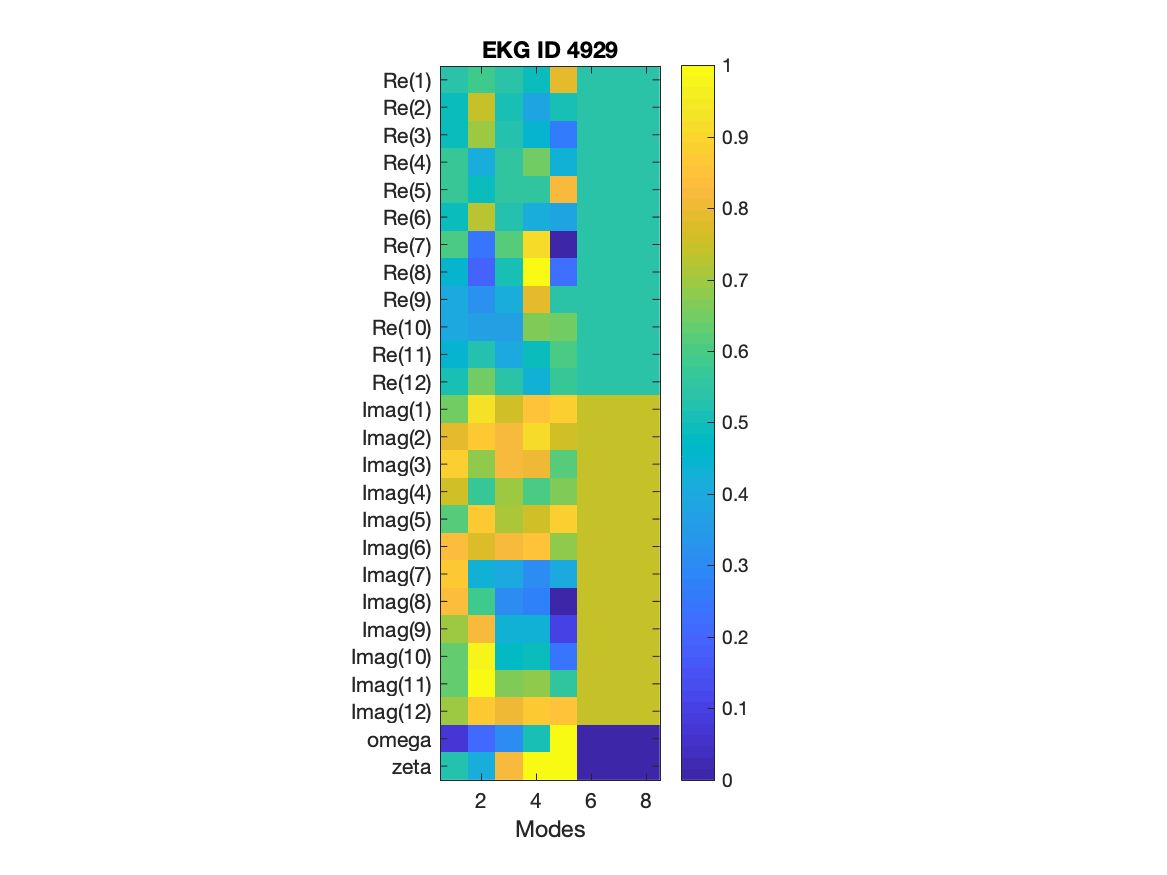 EKG ID 4929
Re(1)
Re(2)
Re(3)
Re(4)
Re(5)
Re(6)
Re(7)
Re(8)
Re(9)
Re(10)
Re(11)
Re(12)
Imag(1)
Imag(2)
Imag(3)
Imag(4)
Imag(5)
Imag(6)
Imag(7)
Imag(8)
Imag(9)
Imag(10)
Imag(11)
Imag(12)
omega
zeta
2 4 6 8
Modes
1
0.9
0.8
0.7
0.6
0.5
0.4
0.3
0.2
0.1
0